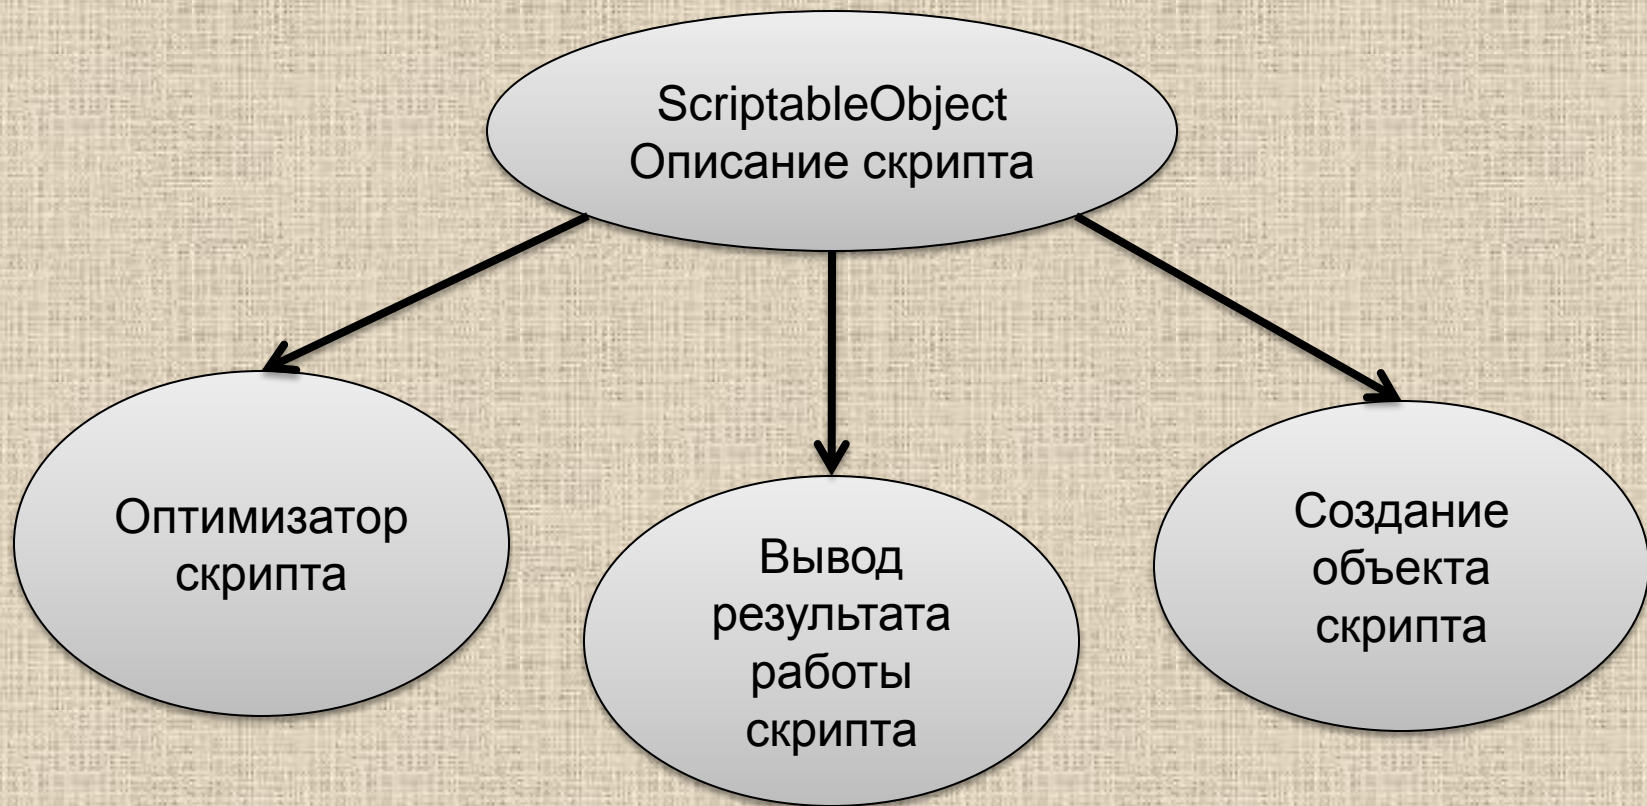 ScriptableObject
Описание скрипта
Оптимизатор
скрипта
Вывод
результата
работы
скрипта
Создание
объекта
скрипта